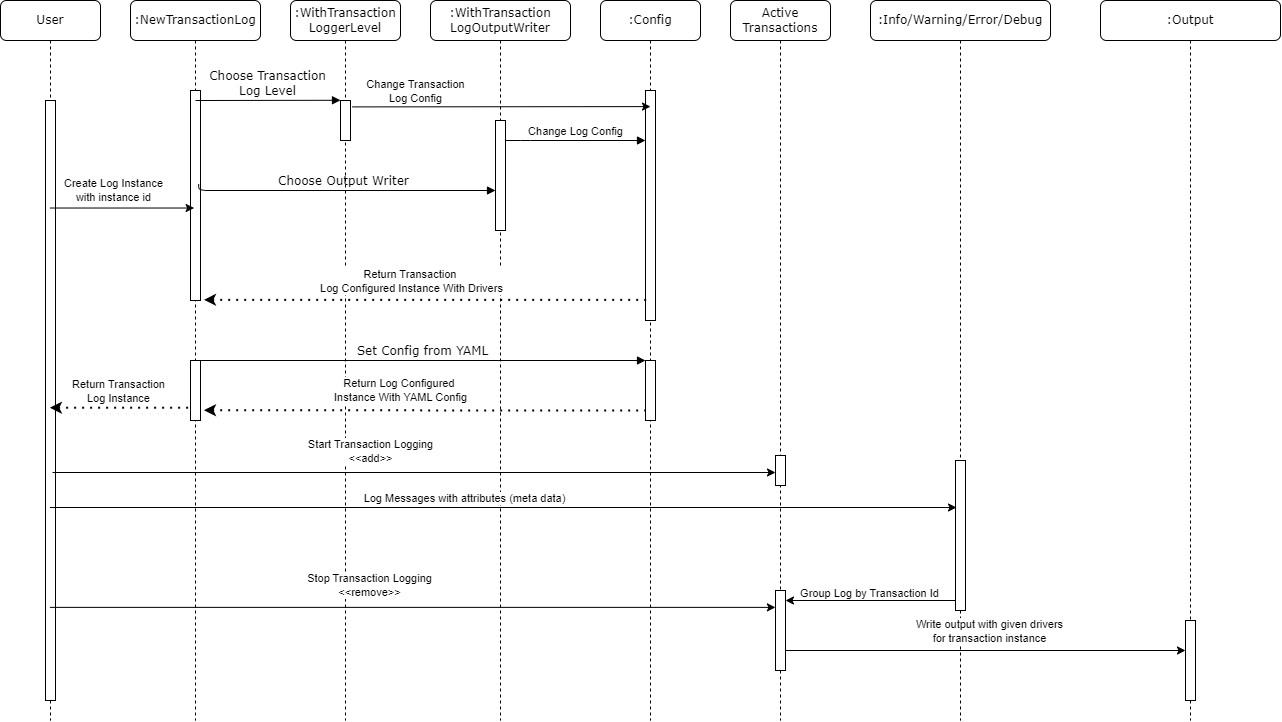 User
:NewTransactionLog
:WithTransaction
LoggerLevel
:WithTransaction
LogOutputWriter
:Config
Active
Transactions
:Info/Warning/Error/Debug
:Output
Choose Transaction
Log Level
Change Transaction
Log Config
Change Log Config
Create Log Instance
with instance id
Choose Output Writer
Return Transaction
Log Configured Instance With Drivers
Set Config from YAML
Return Transaction
Log Instance
Return Log Configured
Instance With YAML Config
Start Transaction Logging
<<add>>
Log Messages with attributes (meta data)
Stop Transaction Logging
<<remove>>
Group Log by Transaction Id
Write output with given drivers
for transaction instance